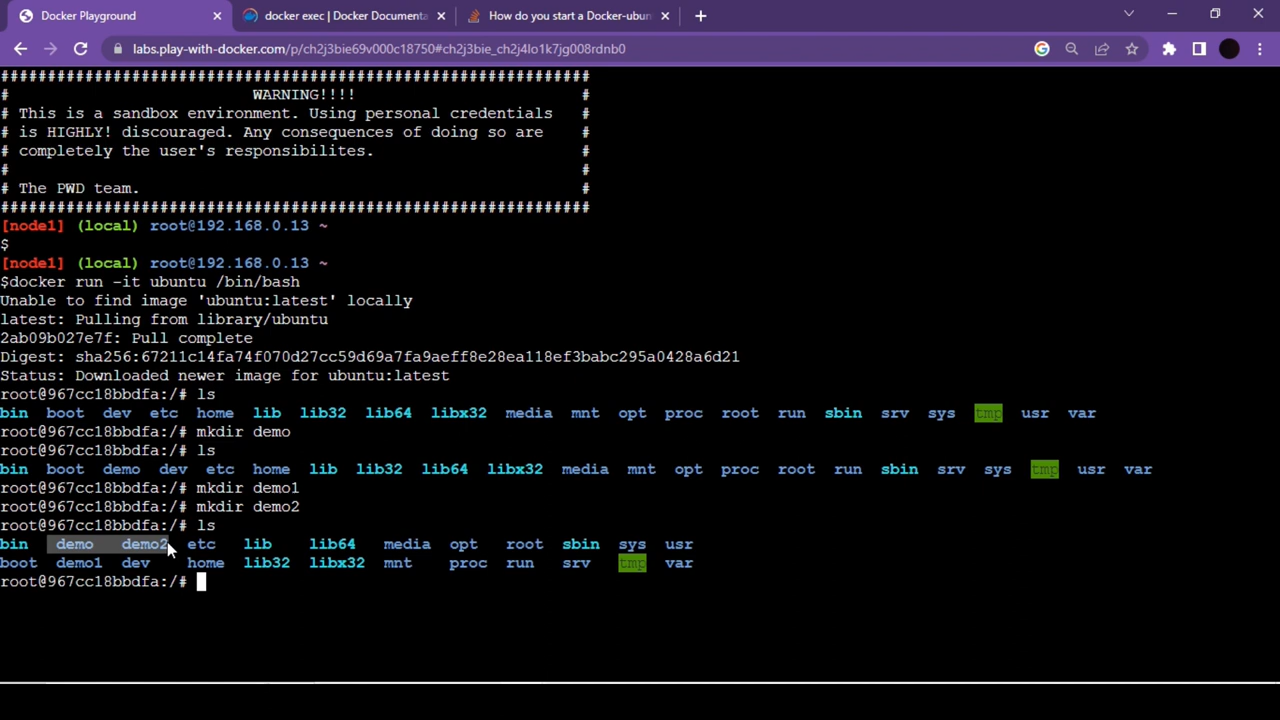 Docker Playground
docker exec | Docker Documenta
How do you start a Docker-ubun
labs.play-with-docker.com/p/ch2j3bie69v000c18750#ch2j3bie_ch2j4lo1k7jg008rdnb0
###############################################################
# WARNING!!!! #
# This is a sandbox environment. Using personal credentials #
# is HIGHLY! discouraged. Any consequences of doing so are #
# completely the user's responsibilites. #
# #
# The PWD team. #
###############################################################
[node1] (local) root@192.168.0.13 ~
$
[node1] (local) root@192.168.0.13 ~
$docker run -it ubuntu /bin/bash
Unable to find image 'ubuntu:latest' locally
latest: Pulling from library/ubuntu
2ab09b027e7f: Pull complete
Digest: sha256:67211c14fa74f070d27cc59d69a7fa9aeff8e28ea118ef3babc295a0428a6d21
Status: Downloaded newer image for ubuntu:latest
root@967cc18bbdfa:/# ls
bin boot dev etc home lib lib32 lib64 libx32 media mnt opt proc root run sbin srv sys tmp usr var
root@967cc18bbdfa:/# mkdir demo
root@967cc18bbdfa:/# ls
bin boot demo dev etc home lib lib32 lib64 libx32 media mnt opt proc root run sbin srv sys tmp usr var
root@967cc18bbdfa:/# mkdir demo1
root@967cc18bbdfa:/# mkdir demo2
root@967cc18bbdfa:/# ls
bin demo demo2 etc lib lib64 media opt root sbin sys usr
boot demo1 dev home lib32 libx32 mnt proc run srv tmp var
root@967cc18bbdfa:/#